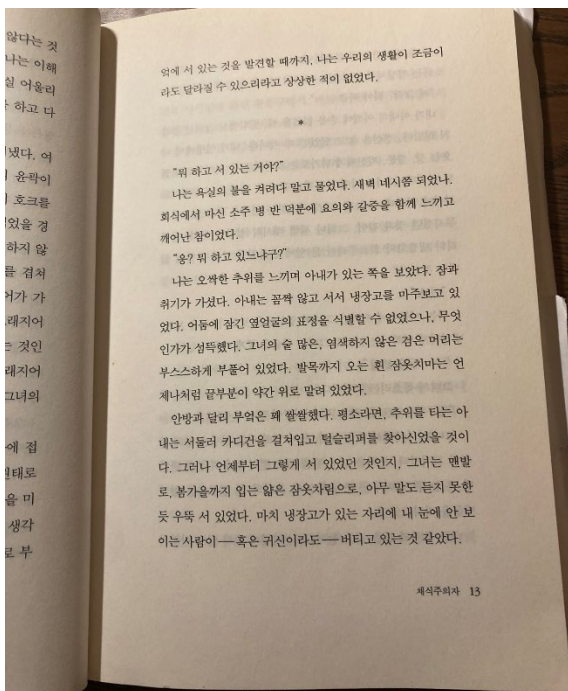 않다는 것
나는 이해
실 어울리
하고 다
냈다. 여
윤곽이
호크를
었을 경
하지 않
를 겹쳐
어가 가
래지어
것인
래지어
그녀의
에 접
태로
을 미
생각
로 부
엌에 서 있는 것을 발견할 때까지, 나는 우리의 생활이 조금이
라도 달라질 수 있으리라고 상상한 적이 없었다.
*
“뭐 하고 서 있는 거야?”
나는 욕실의 불을 켜려다 말고 물었다. 새벽 네시쯤 되었나.
회식에서 마신 소주 병 반 덕분에 요의와 갈증을 함께 느끼고
깨어난 참이었다.
“응? 뭐 하고 있느냐구?”
나는 오싹한 추위를 느끼며 아내가 있는 쪽을 보았다. 잠과
취기가 가셨다. 아내는 꼼짝 않고 서서 냉장고를 마주보고 있
었다. 어둠에 잠긴 옆얼굴의 표정을 식별할 수 없었으나, 무엇
인가가 섬뜩했다. 그녀의 술 많은, 염색하지 않은 검은 머리는
부스스하게 부풀어 있었다. 발목까지 오는 흰 잠옷치마는 언
제나처럼 끝부분이 약간 위로 말려 있었다.
안방과 달리 부엌은 꽤 쌀쌀했다. 평소라면, 추위를 타는 아
내는 서둘러 카디건을 걸쳐입고 털슬리퍼를 찾아신었을 것이
다. 그러나 언제부터 그렇게 서 있었던 것인지, 그녀는 맨발
로, 봄가을까지 입는 얇은 잠옷차림으로, 아무 말도 듣지 못한
듯 우뚝 서 있었다. 마치 냉장고가 있는 자리에 내 눈에 안 보
이는 사람이 — 혹은 귀신이라도 — 버티고 있는 것 같았다.
채식주의자 13